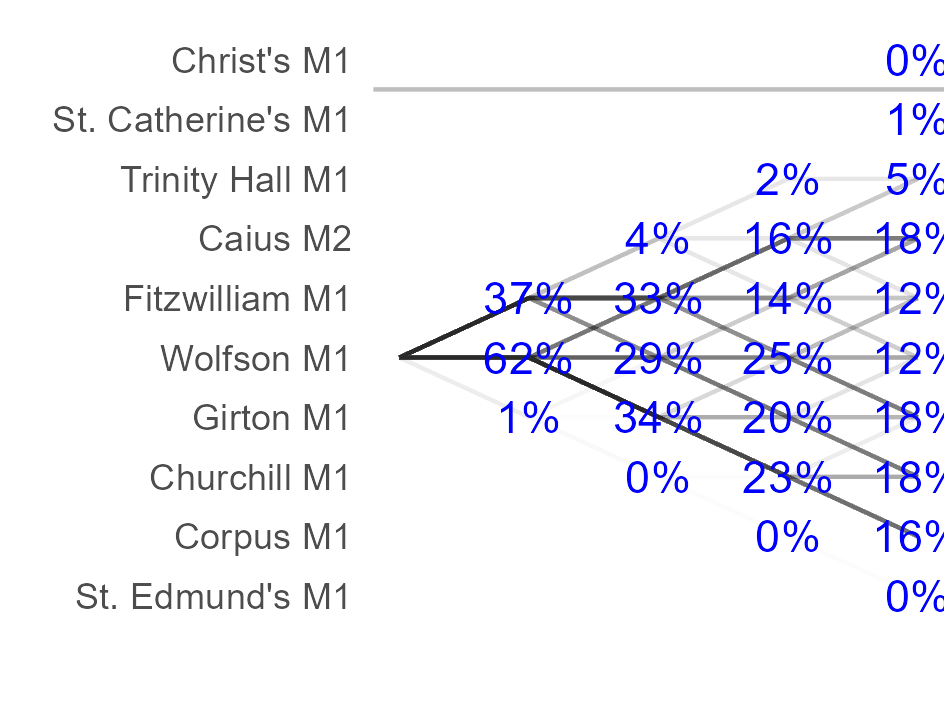 Christ's M1 0%
St. Catherine's M1 1%
Trinity Hall M1 2% 5%
Caius M2 4% 16% 18%
Fitzwilliam M1 37% 33% 14% 12%
Wolfson M1 62% 29% 25% 12%
Girton M1 1% 34% 20% 18%
Churchill M1 0% 23% 18%
Corpus M1 0% 16%
St. Edmund's M1 0%